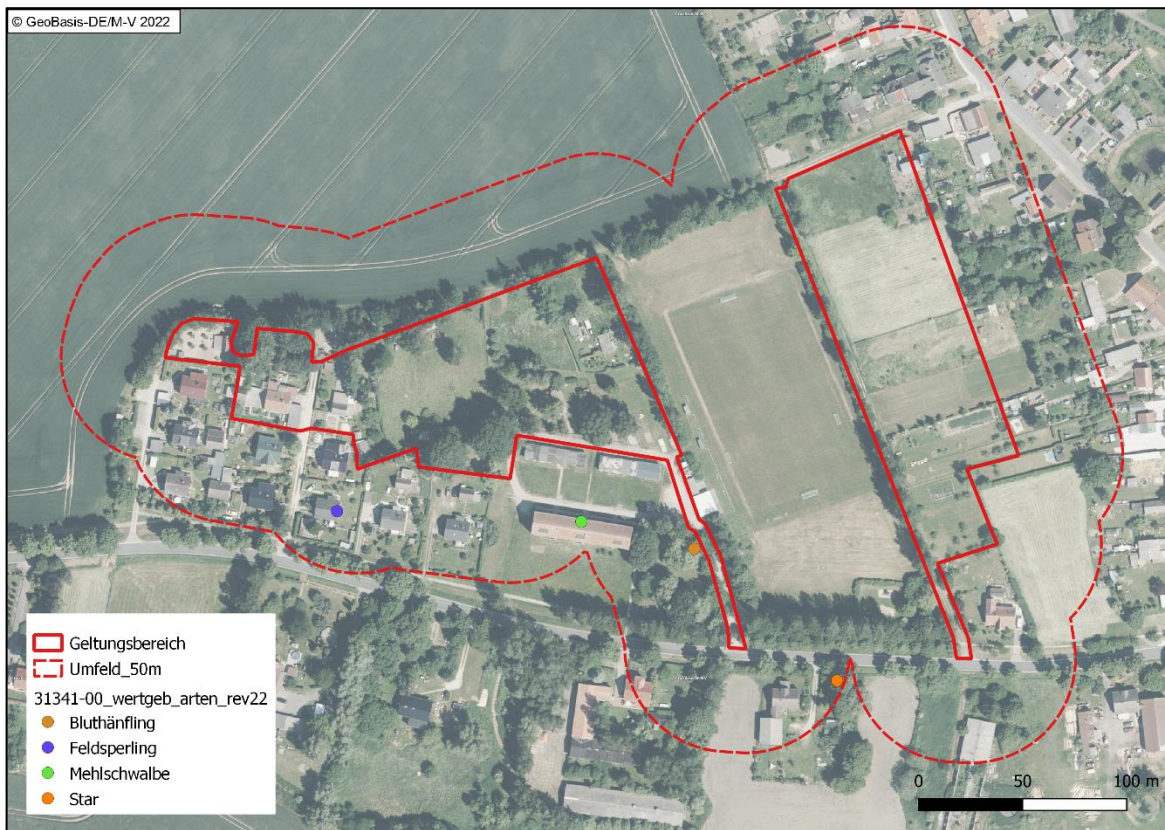 © GeoBasis-DE/M-V 2022
Geltungsbereich
Umfeld_50m
31341-00_wertgeb_arten_rev22
Bluthänfling
Feldsperling
Mehlschwalbe
Star
0 50 100 m